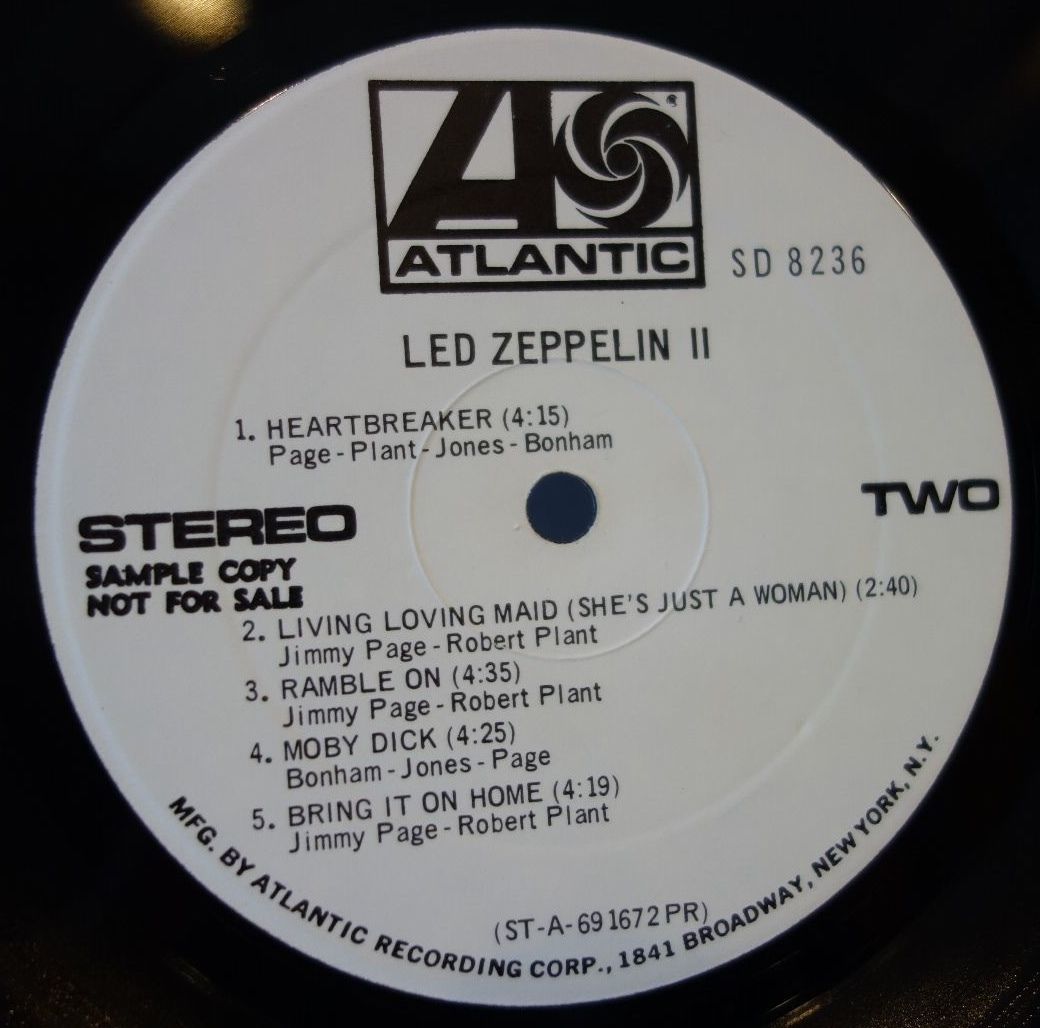 ATLANTIC
SD 8236
LED ZEPPELIN II
1. HEARTBREAKER (4:15)
Page-Plant-Jones-Bonham
STEREO
TWO
SAMPLE COPY
NOT FOR SALE
2. LIVING LOVING MAID (SHE'S JUST A WOMAN) (2:40)
Jimmy Page-Robert Plant
3. RAMBLE ON (4:35)
Jimmy Page-Robert Plant
4. MOBY DICK (4:25)
Bonham-Jones-Page
5. BRING IT ON HOME (4:19)
Jimmy Page-Robert Plant
(ST-A-691672PR)
MFG. BY ATLANTIC RECORDING CORP., 1841 BROADWAY, NEW YORK, N.Y.